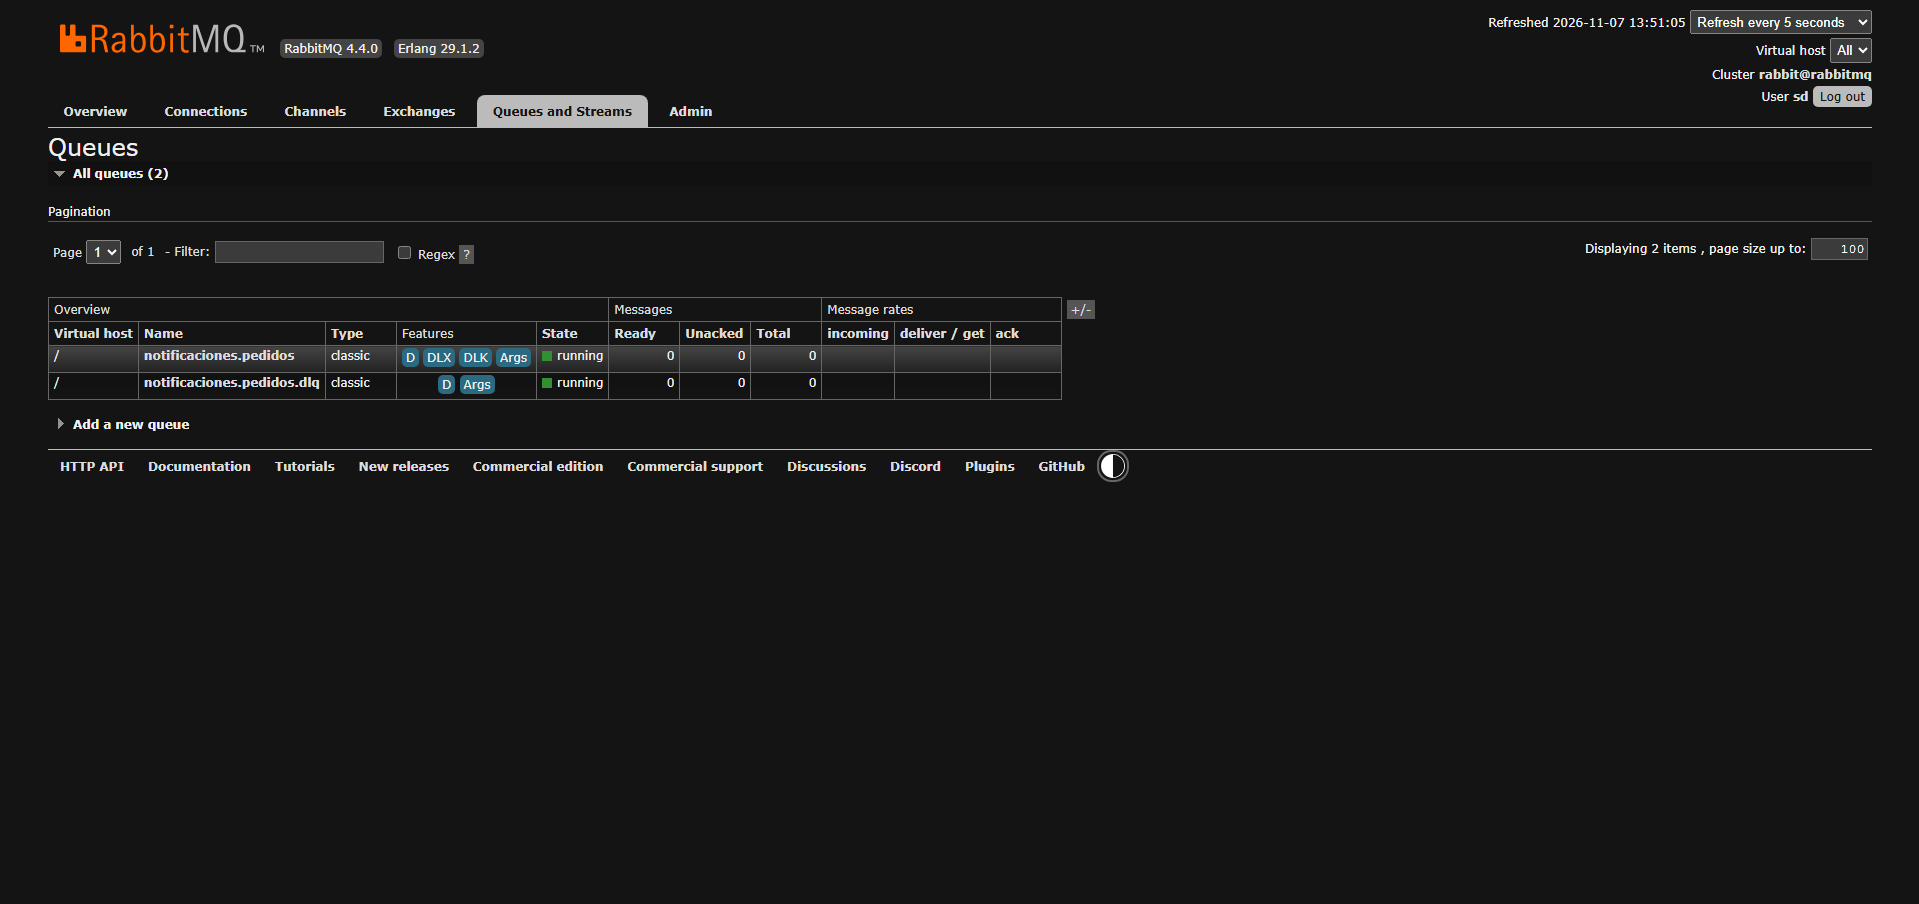 RabbitMQ TM RabbitMQ 4.4.0 Erlang 29.1.2
Refreshed 2026-11-07 13:51:05 Refresh every 5 seconds
Virtual host All
Cluster rabbit@rabbitmq
User sd Log out
Overview Connections Channels Exchanges Queues and Streams Admin
Queues
All queues (2)
Pagination
Page 1 of 1 - Filter: Regex ?
Displaying 2 items , page size up to: 100
Overview Messages Message rates +/-
Virtual host Name Type Features State Ready Unacked Total incoming deliver / get ack
/ notificaciones.pedidos classic D DLX DLK Args running 0 0 0
/ notificaciones.pedidos.dlq classic D Args running 0 0 0
Add a new queue
HTTP API Documentation Tutorials New releases Commercial edition Commercial support Discussions Discord Plugins GitHub